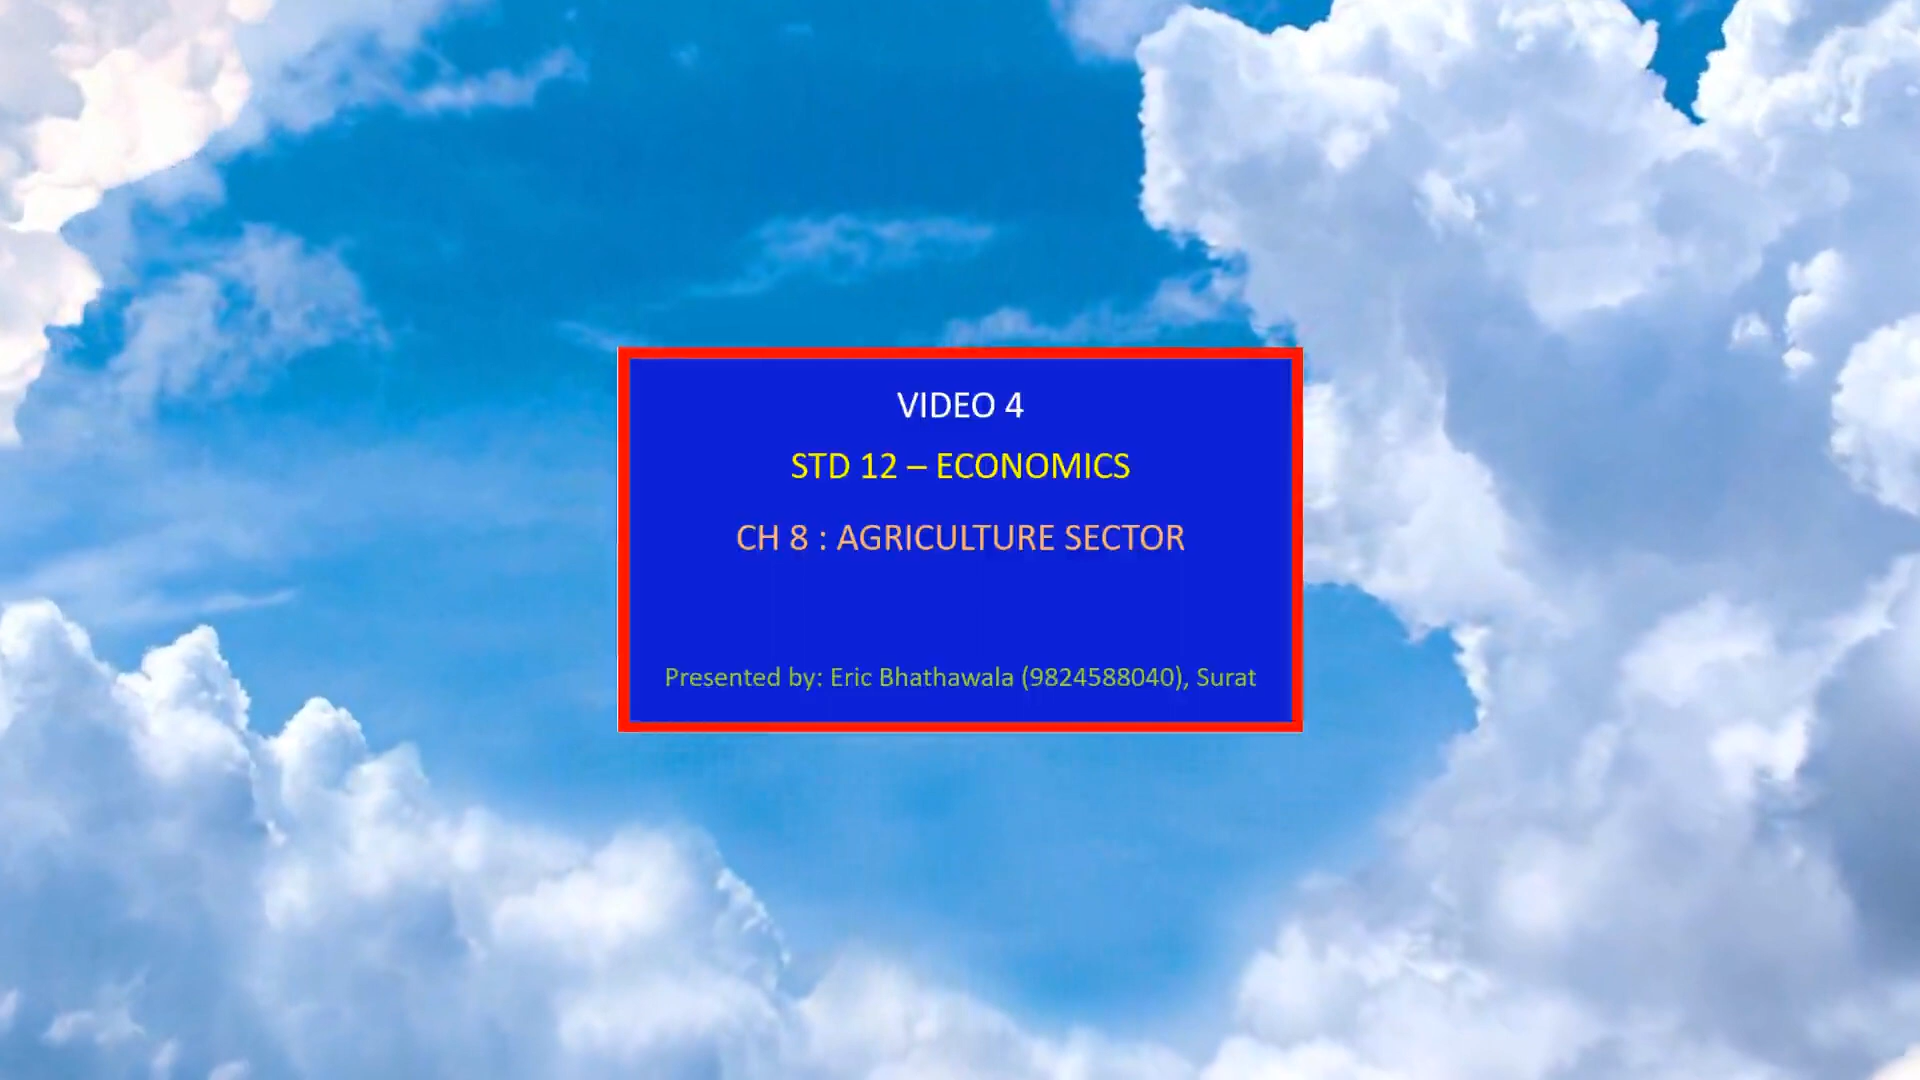 VIDEO 4
STD 12 – ECONOMICS
CH 8 : AGRICULTURE SECTOR
Presented by: Eric Bhathawala (9824588040), Surat